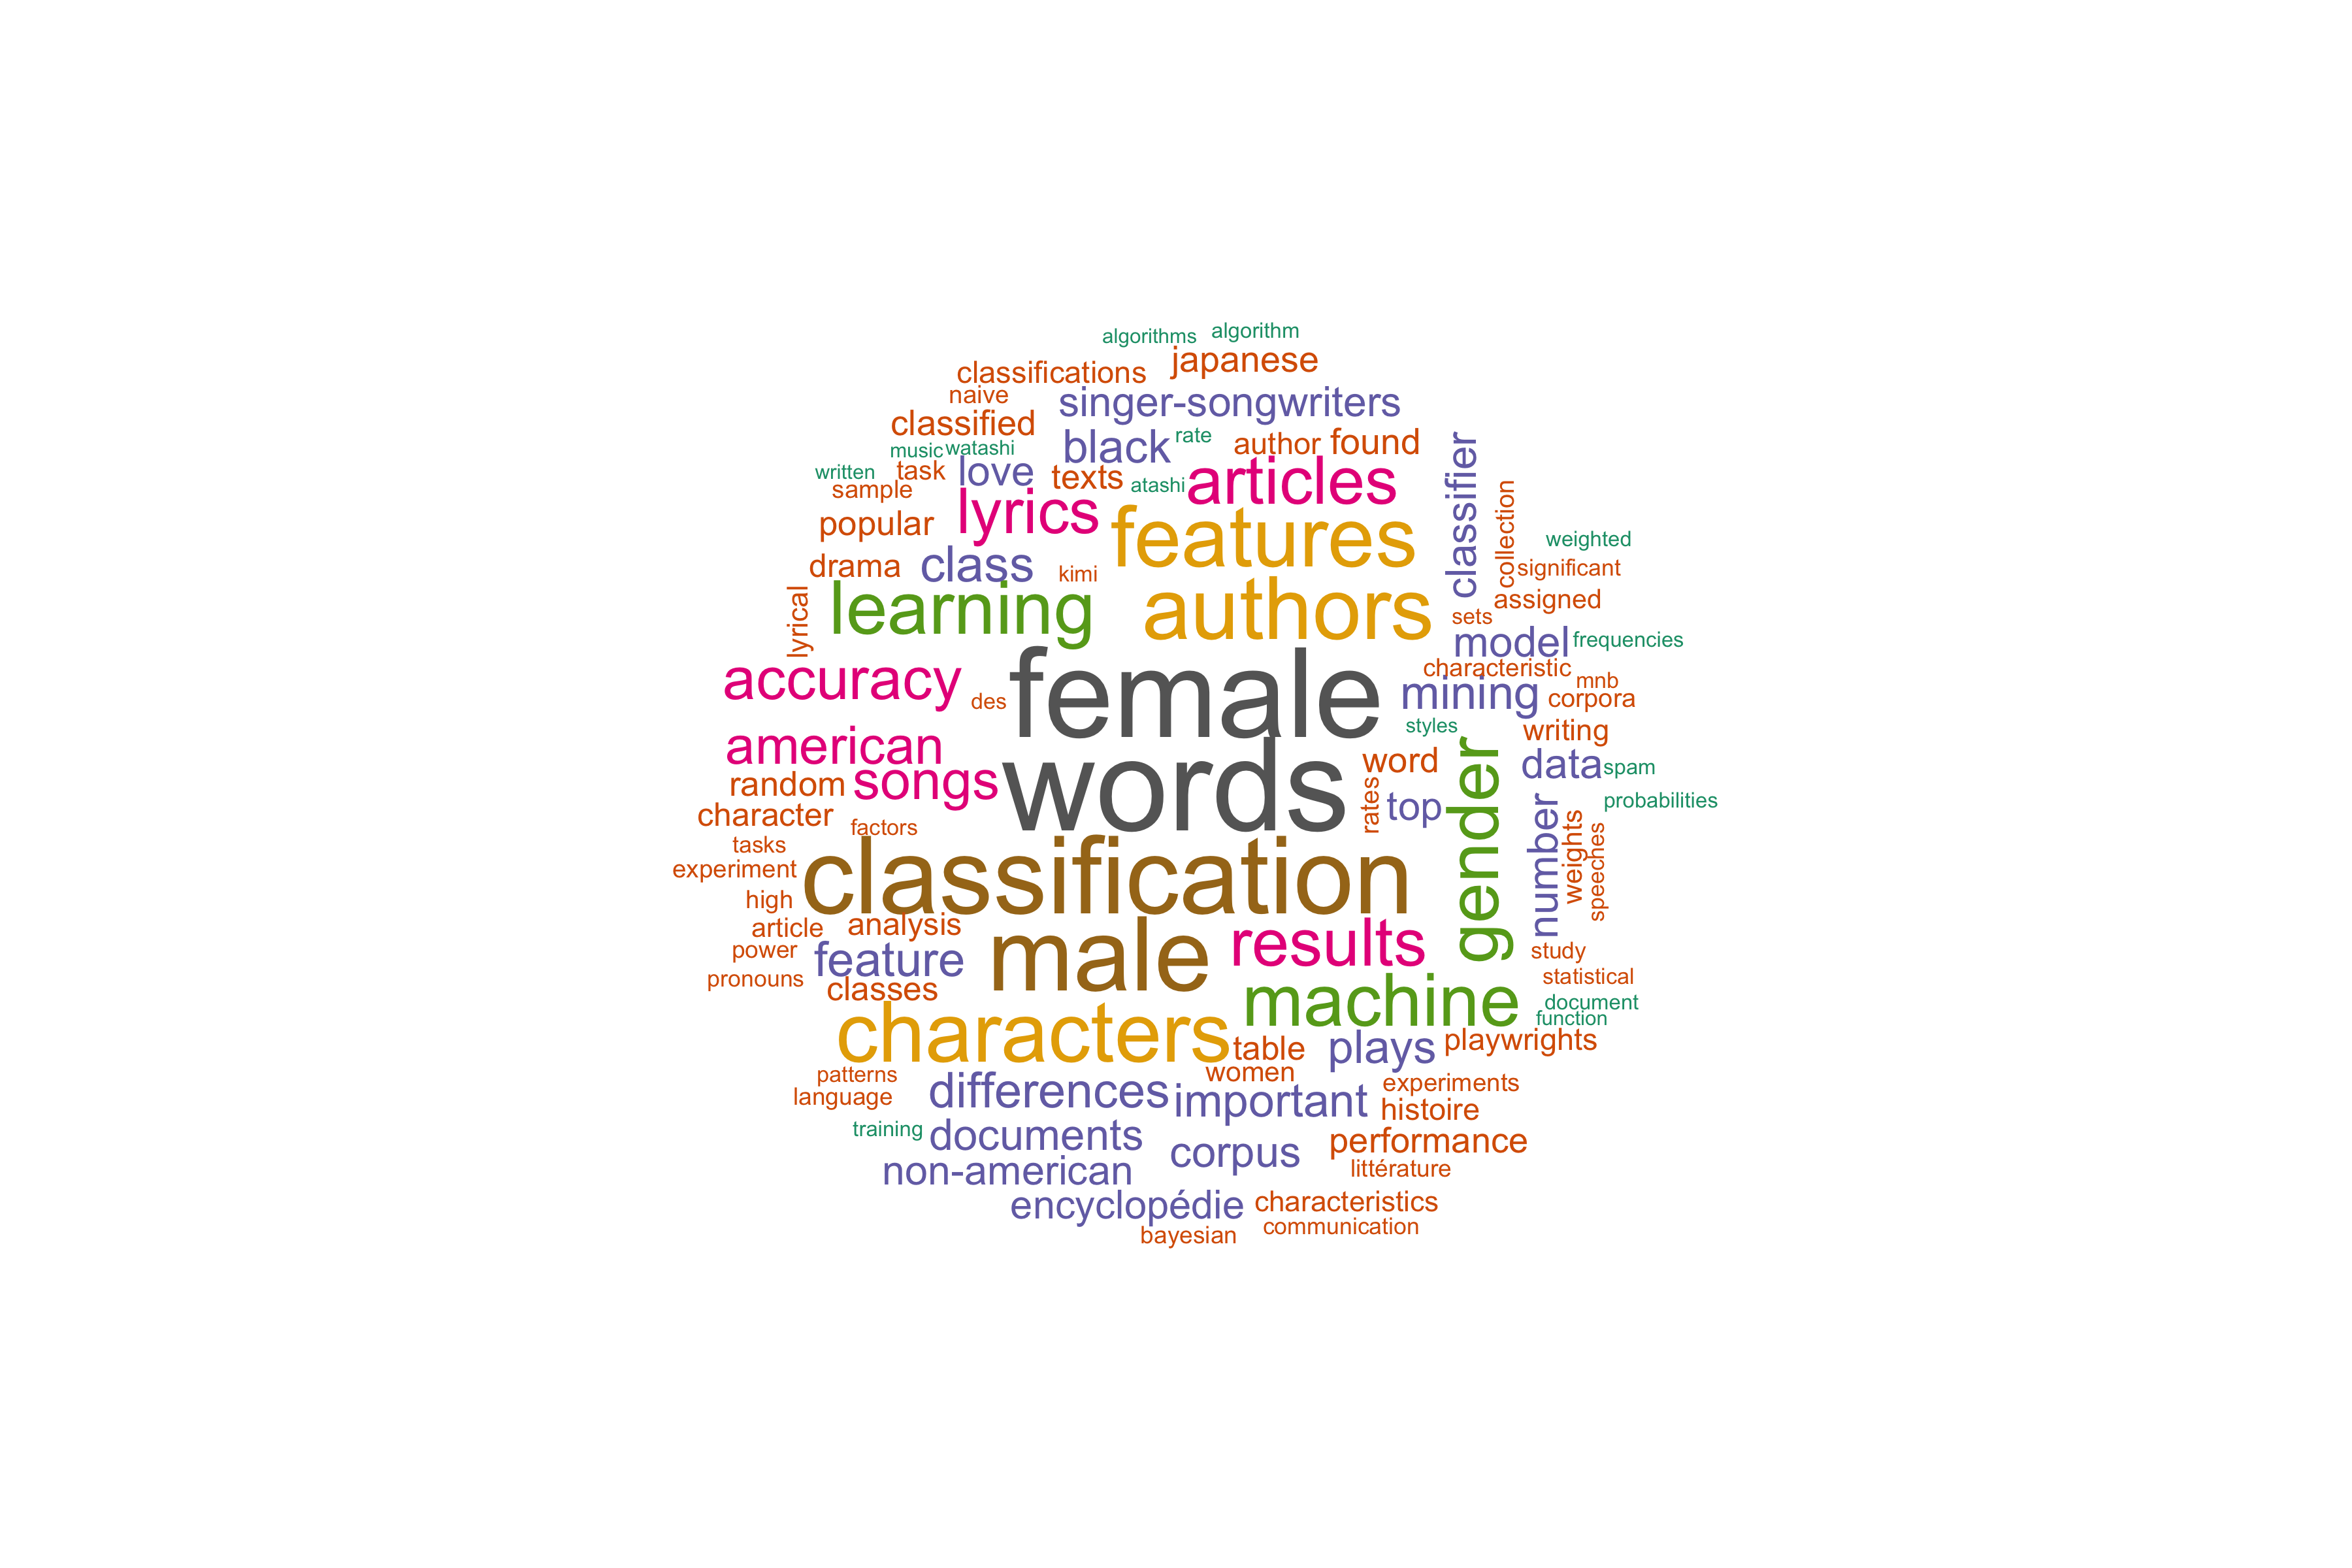 algorithms algorithm
japanese
classifications
naive
singer-songwriters
classified
black
rate
author found
music watashi
written task love texts
atashi articles
sample
lyrics
popular
features
classifier
collection
weighted
drama class kimi
significant
lyrical
learning
authors
assigned
sets
model frequencies
accuracy
female
characteristic
mnb
des
mining corpora
styles
writing
american
words
word
gender
data spam
random songs
rates
top
number
probabilities
character factors
weights
speeches
tasks
experiment
classification
high
article analysis
male
results
power
feature
study
pronouns
classes
statistical
machine
document
function
characters
table plays playwrights
women
patterns
differences
important
experiments
language
histoire
training documents
corpus
performance
non-american
littérature
encyclopédie characteristics
bayesian communication